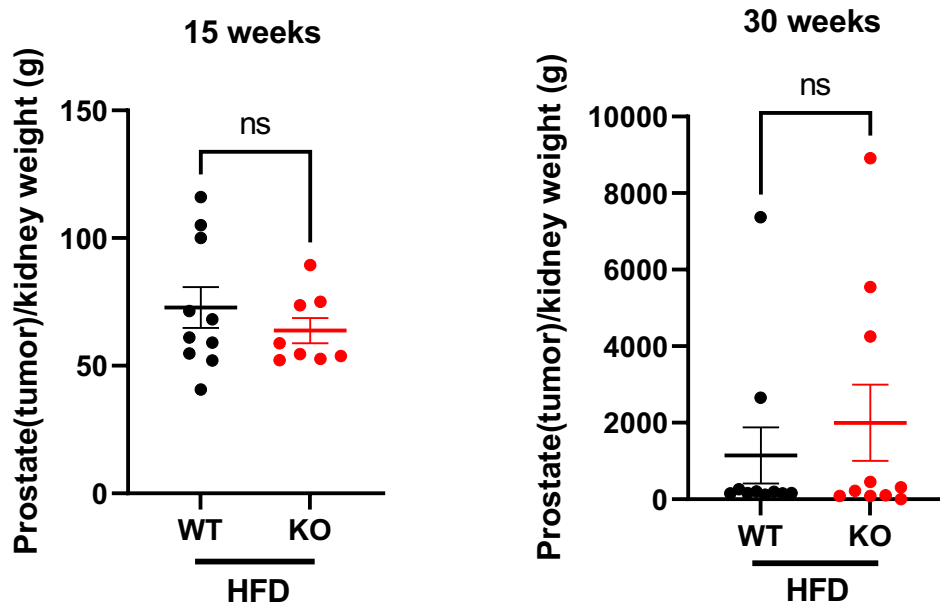 15 weeks
Prostate(tumor)/kidney weight (g)
150
100
50
0
ns
WT
KO
HFD
30 weeks
Prostate(tumor)/kidney weight (g)
10000
8000
6000
4000
2000
0
ns
WT
KO
HFD